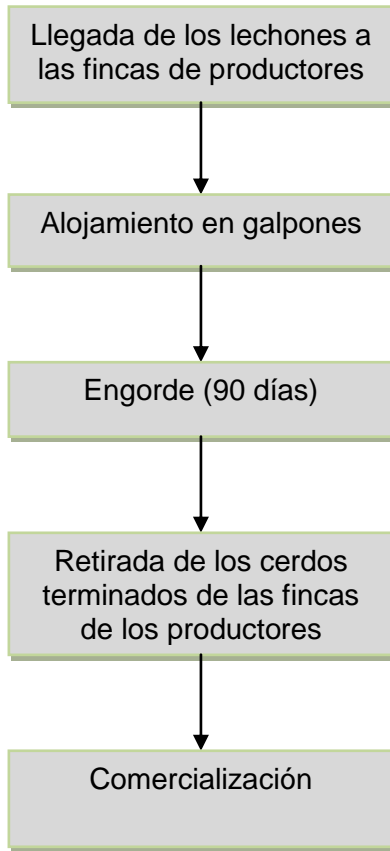 Llegada de los lechones a
las fincas de productores
Alojamiento en galpones
Engorde (90 días)
Retirada de los cerdos
terminados de las fincas
de los productores
Comercialización